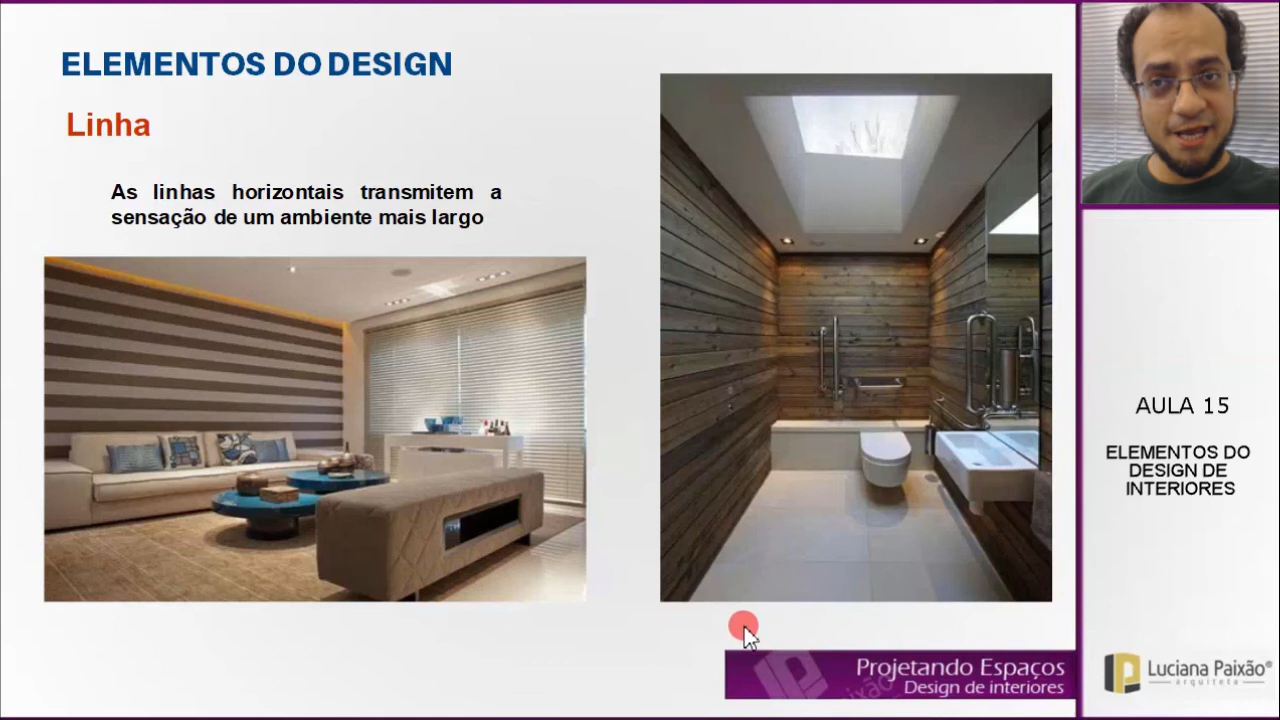 ELEMENTOS DO DESIGN
Linha
As linhas horizontais transmitem a
sensação de um ambiente mais largo
AULA 15
ELEMENTOS DO
DESIGN DE
INTERIORES
Projetando Espaços
Design de interiores
Luciana Paixão®
arquiteta